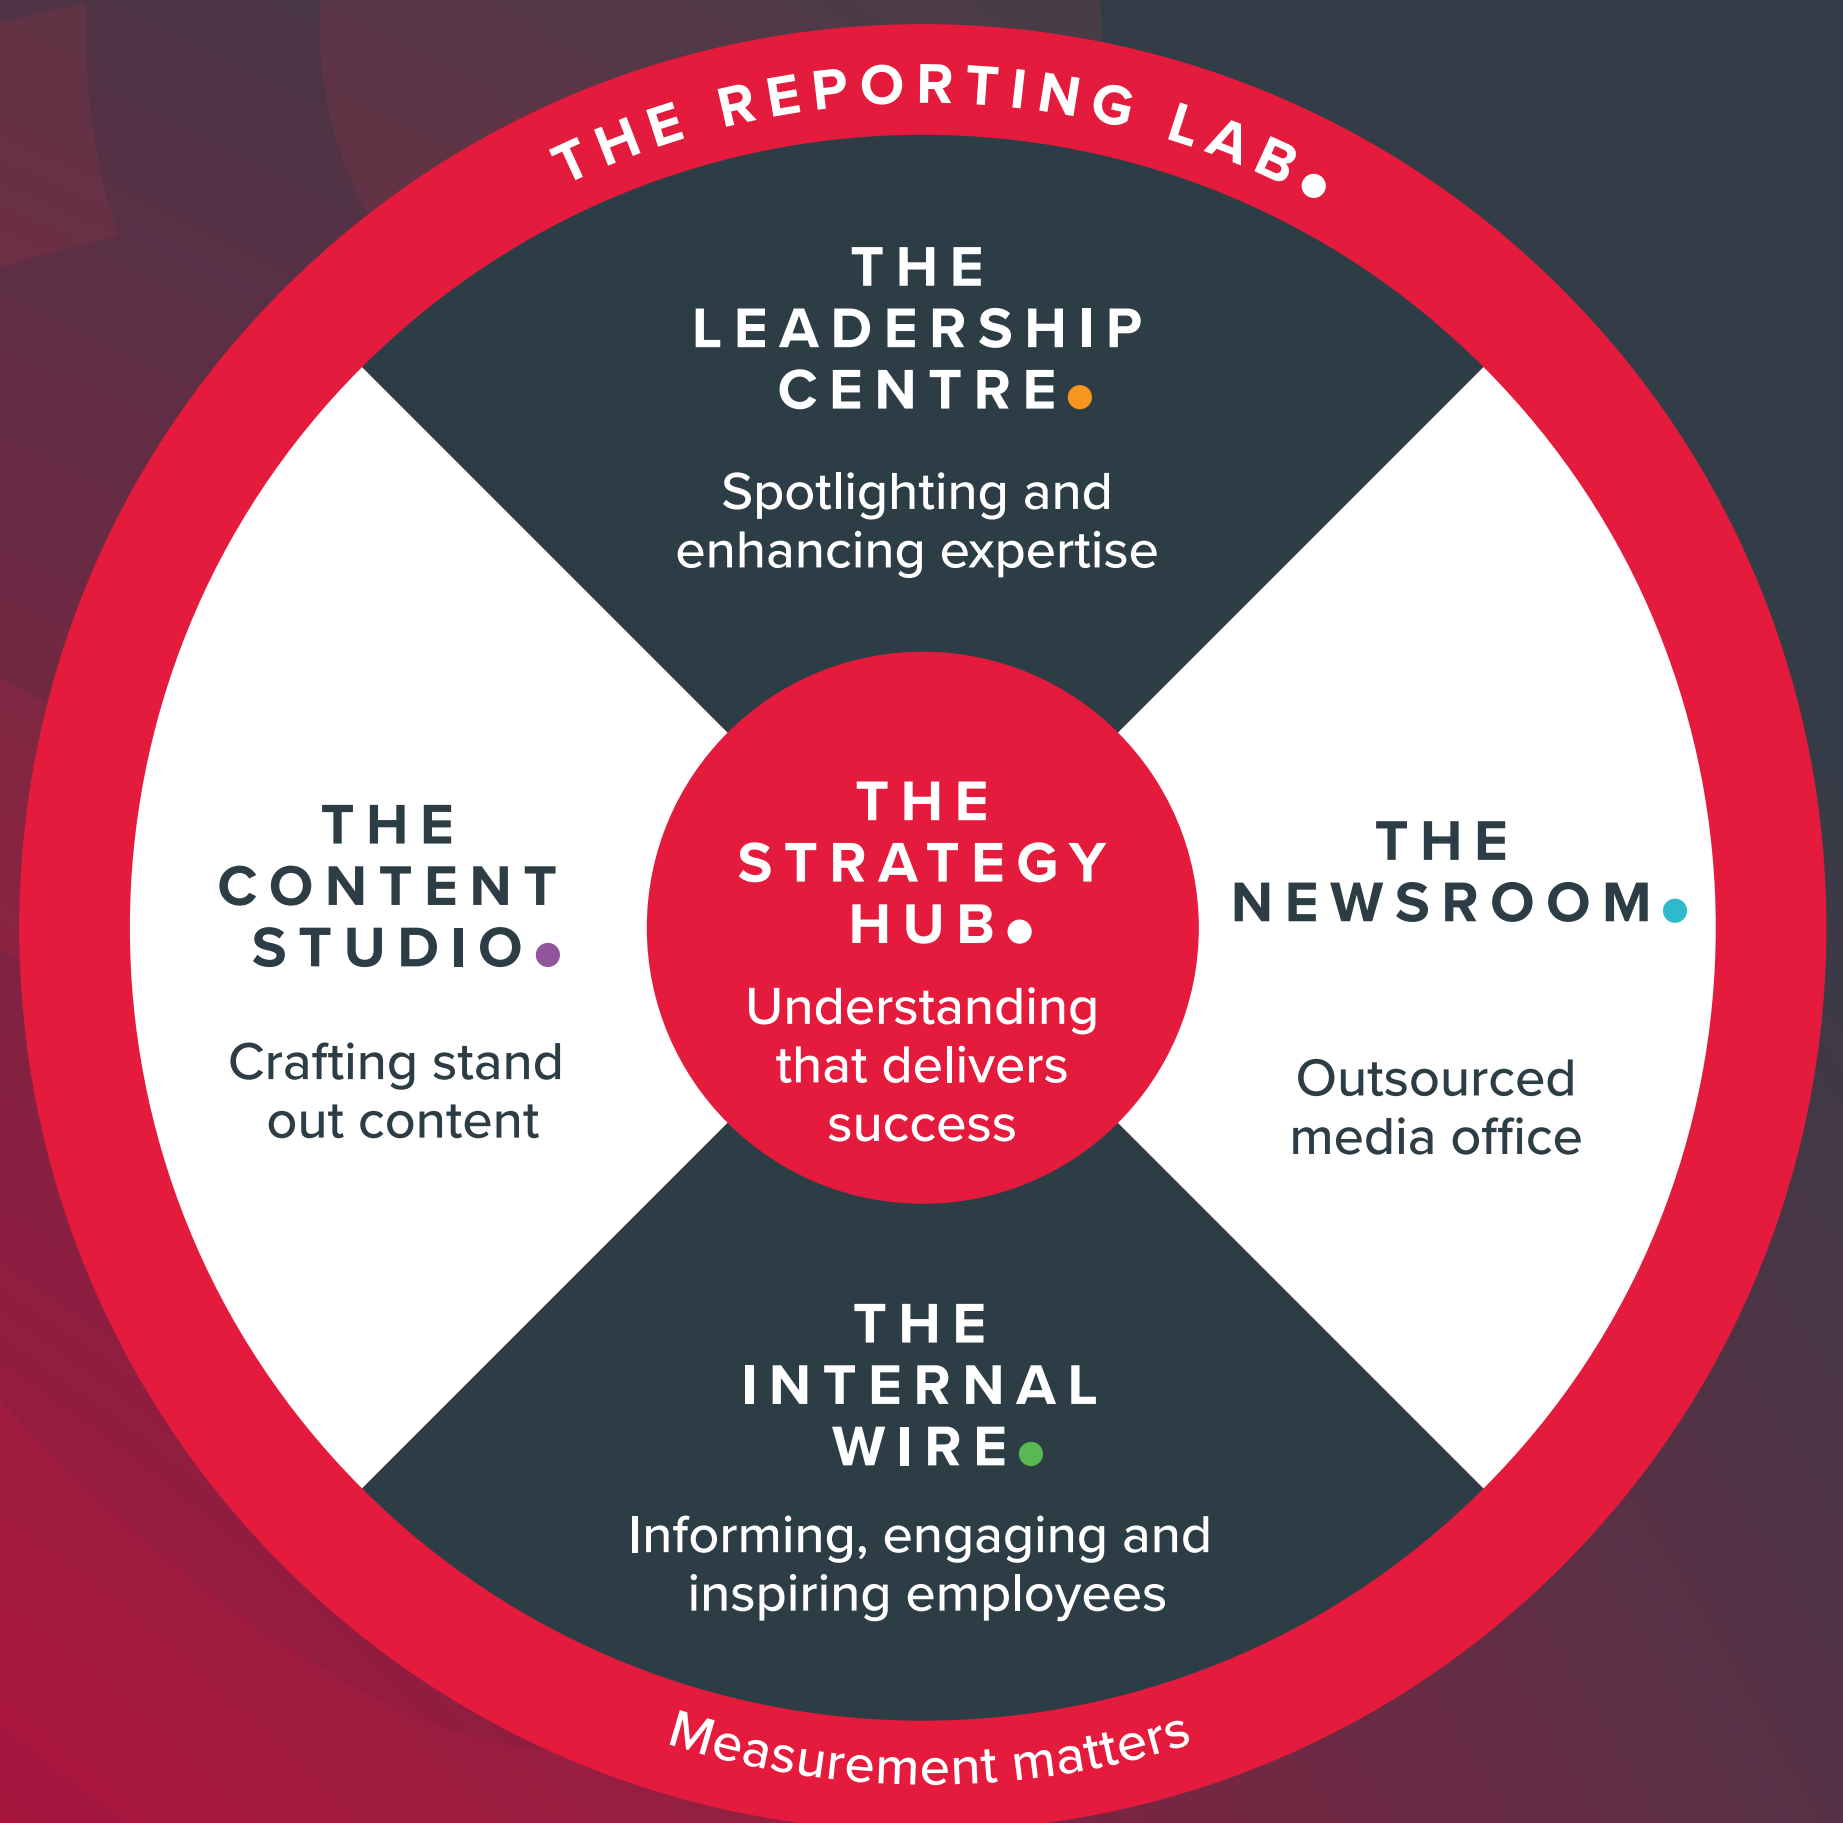 THE REPORTING LAB.
THE
LEADERSHIP
CENTRE.
Spotlighting and
enhancing expertise
THE
CONTENT
STUDIO.
Crafting stand
out content
THE
STRATEGY
HUB.
Understanding
that delivers
success
THE
NEWSROOM.
Outsourced
media office
THE
INTERNAL
WIRE.
Informing, engaging and
inspiring employees
Measurement matters